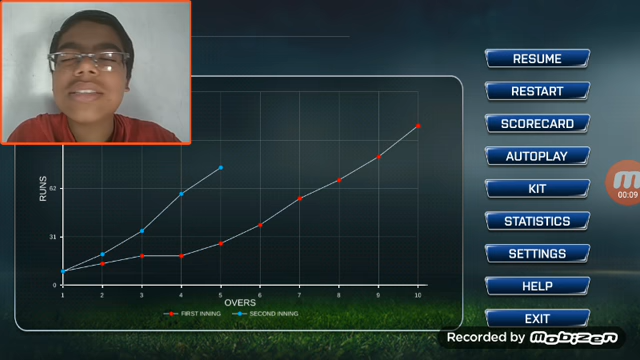 RESUME
RESTART
SCORECARD
AUTOPLAY
KIT
STATISTICS
SETTINGS
HELP
EXIT
RUNS
62
31
0
1 2 3 4 5 6 7 8 9 10
OVERS
FIRST INNING SECOND INNING
00:09
Recorded by mobizen